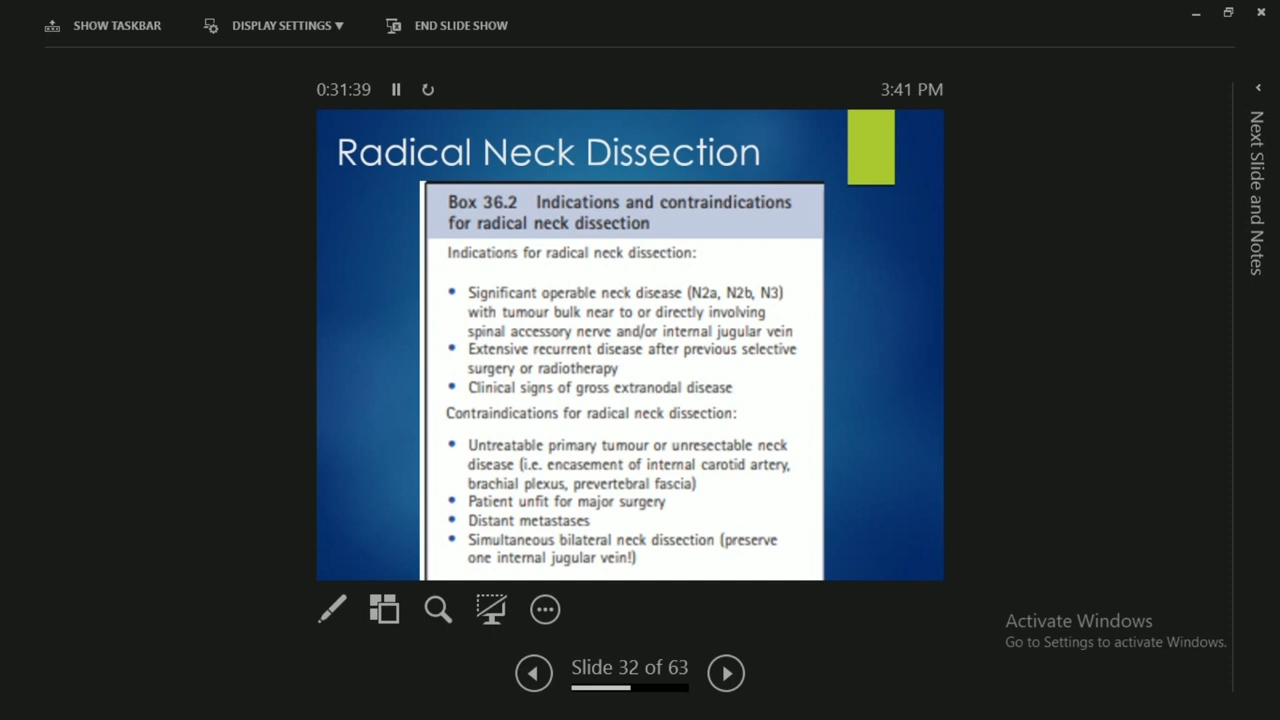 SHOW TASKBAR
DISPLAY SETTINGS ▼
END SLIDE SHOW
0:31:39
3:41 PM
Next Slide and Notes
Radical Neck Dissection
Box 36.2 Indications and contraindications
for radical neck dissection
Indications for radical neck dissection:
• Significant operable neck disease (N2a, N2b, N3)
with tumour bulk near to or directly involving
spinal accessory nerve and/or internal jugular vein
• Extensive recurrent disease after previous selective
surgery or radiotherapy
• Clinical signs of gross extranodal disease
Contraindications for radical neck dissection:
• Untreatable primary tumour or unresectable neck
disease (i.e. encasement of internal carotid artery,
brachial plexus, prevertebral fascia)
• Patient unfit for major surgery
• Distant metastases
• Simultaneous bilateral neck dissection (preserve
one internal jugular vein!)
Activate Windows
Go to Settings to activate Windows.
Slide 32 of 63